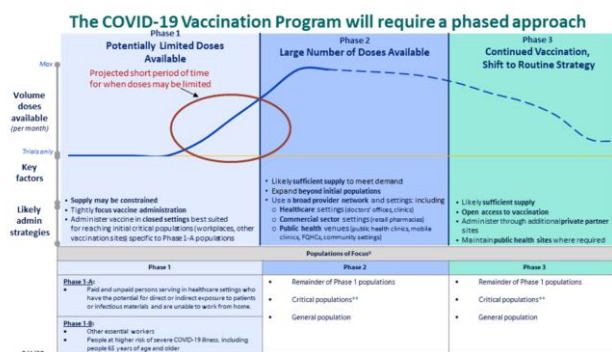 The COVID-19 Vaccination Program will require a phased approach
Phase 1
Potentially Limited Doses
Available
Phase 2
Large Number of Doses Available
Phase 3
Continued Vaccination,
Shift to Routine Strategy
Max
Projected short period of time
for when doses may be limited
Volume
doses
available
(per month)
Trials only
Key
factors
Likely
admin
strategies
• Supply may be constrained
• Tightly focus vaccine administration
• Administer vaccine in closed settings best suited
for reaching initial critical populations (workplaces, other
vaccination sites) specific to Phase 1-A populations
• Likely sufficient supply to meet demand
• Expand beyond initial populations
• Use a broad provider network and settings: including
o Healthcare settings (doctors' offices, clinics)
o Commercial sector settings (retail pharmacies)
o Public health venues (public health clinics, mobile
clinics, FQHCs, community settings)
• Likely sufficient supply
• Open access to vaccination
• Administer through additional private partner
sites
• Maintain public health sites where required
Populations of Focus*
Phase 1
Phase 2
Phase 3
Phase 1-A:
• Paid and unpaid persons serving in healthcare settings who
have the potential for direct or indirect exposure to patients
or infectious materials and are unable to work from home.
Phase 1-B:
• Other essential workers
• People at higher risk of severe COVID-19 illness, including
people 65 years of age and older
• Remainder of Phase 1 populations
• Critical populations**
• General population
• Remainder of Phase 1 populations
• Critical populations**
• General population